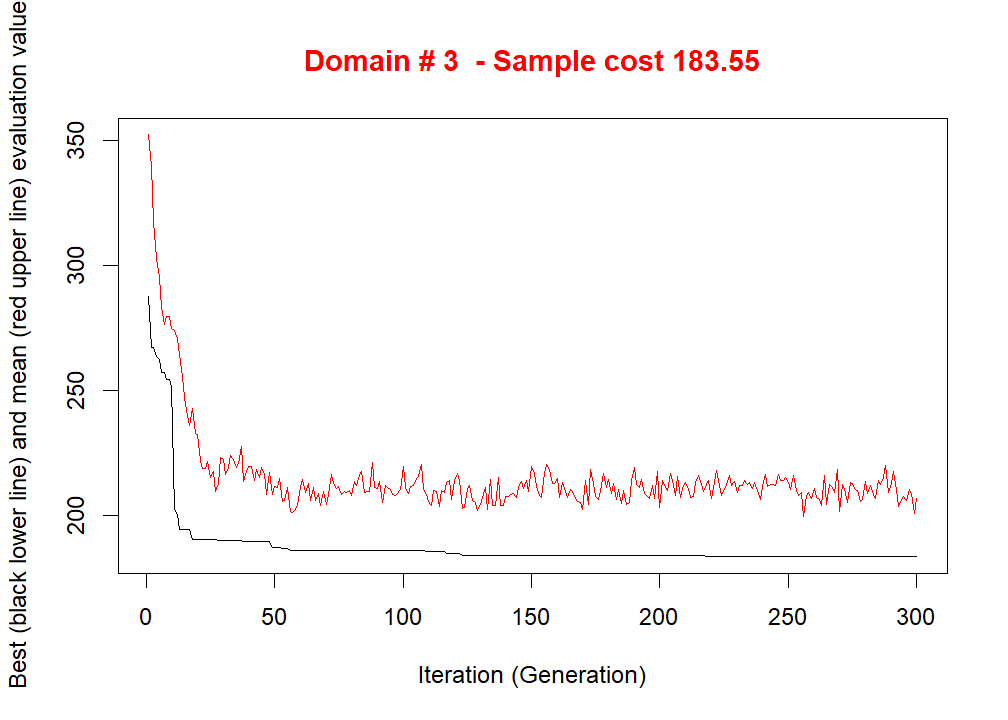 Domain # 3  - Sample cost 183.55
Best (black lower line) and mean (red upper line) evaluation value
350
300
250
200
0 50 100 150 200 250 300
Iteration (Generation)